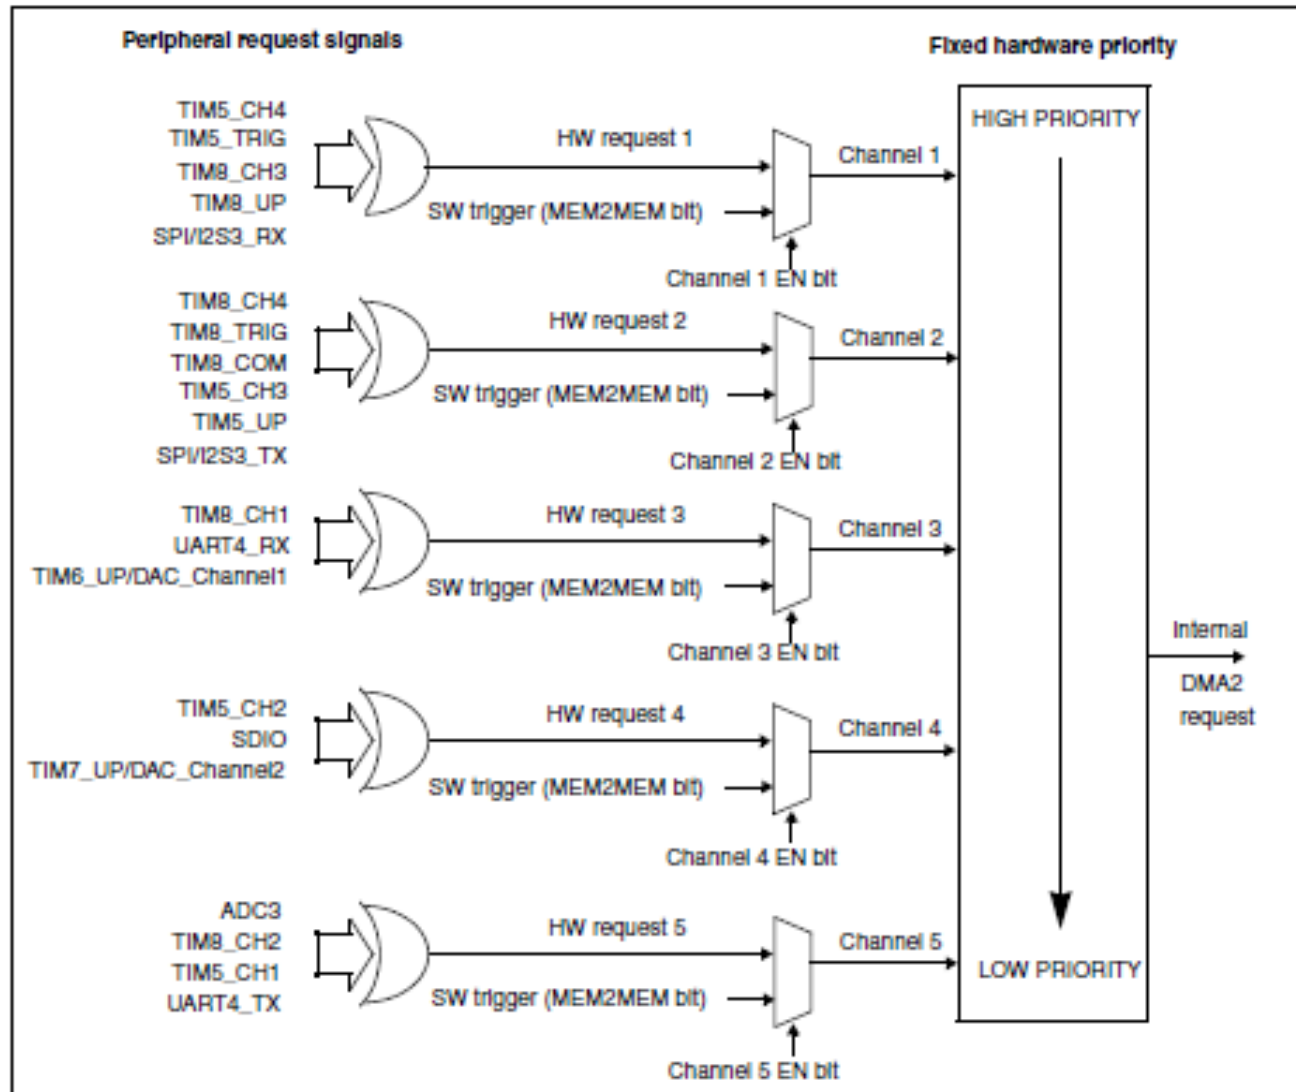 Peripheral request signals
Fixed hardware priority
TIM5_CH4
TIM5_TRIG
TIM8_CH3
TIM8_UP
SPI/I2S3_RX
HW request 1
SW trigger (MEM2MEM bit)
Channel 1
Channel 1 EN bit
HIGH PRIORITY
TIM8_CH4
TIM8_TRIG
TIM8_COM
TIM5_CH3
TIM5_UP
SPI/I2S3_TX
HW request 2
SW trigger (MEM2MEM bit)
Channel 2
Channel 2 EN bit
TIM8_CH1
UART4_RX
TIM6_UP/DAC_Channel1
HW request 3
SW trigger (MEM2MEM bit)
Channel 3
Channel 3 EN bit
Internal
DMA2
request
TIM5_CH2
SDIO
TIM7_UP/DAC_Channel2
HW request 4
SW trigger (MEM2MEM bit)
Channel 4
Channel 4 EN bit
ADC3
TIM8_CH2
TIM5_CH1
UART4_TX
HW request 5
SW trigger (MEM2MEM bit)
Channel 5
Channel 5 EN bit
LOW PRIORITY